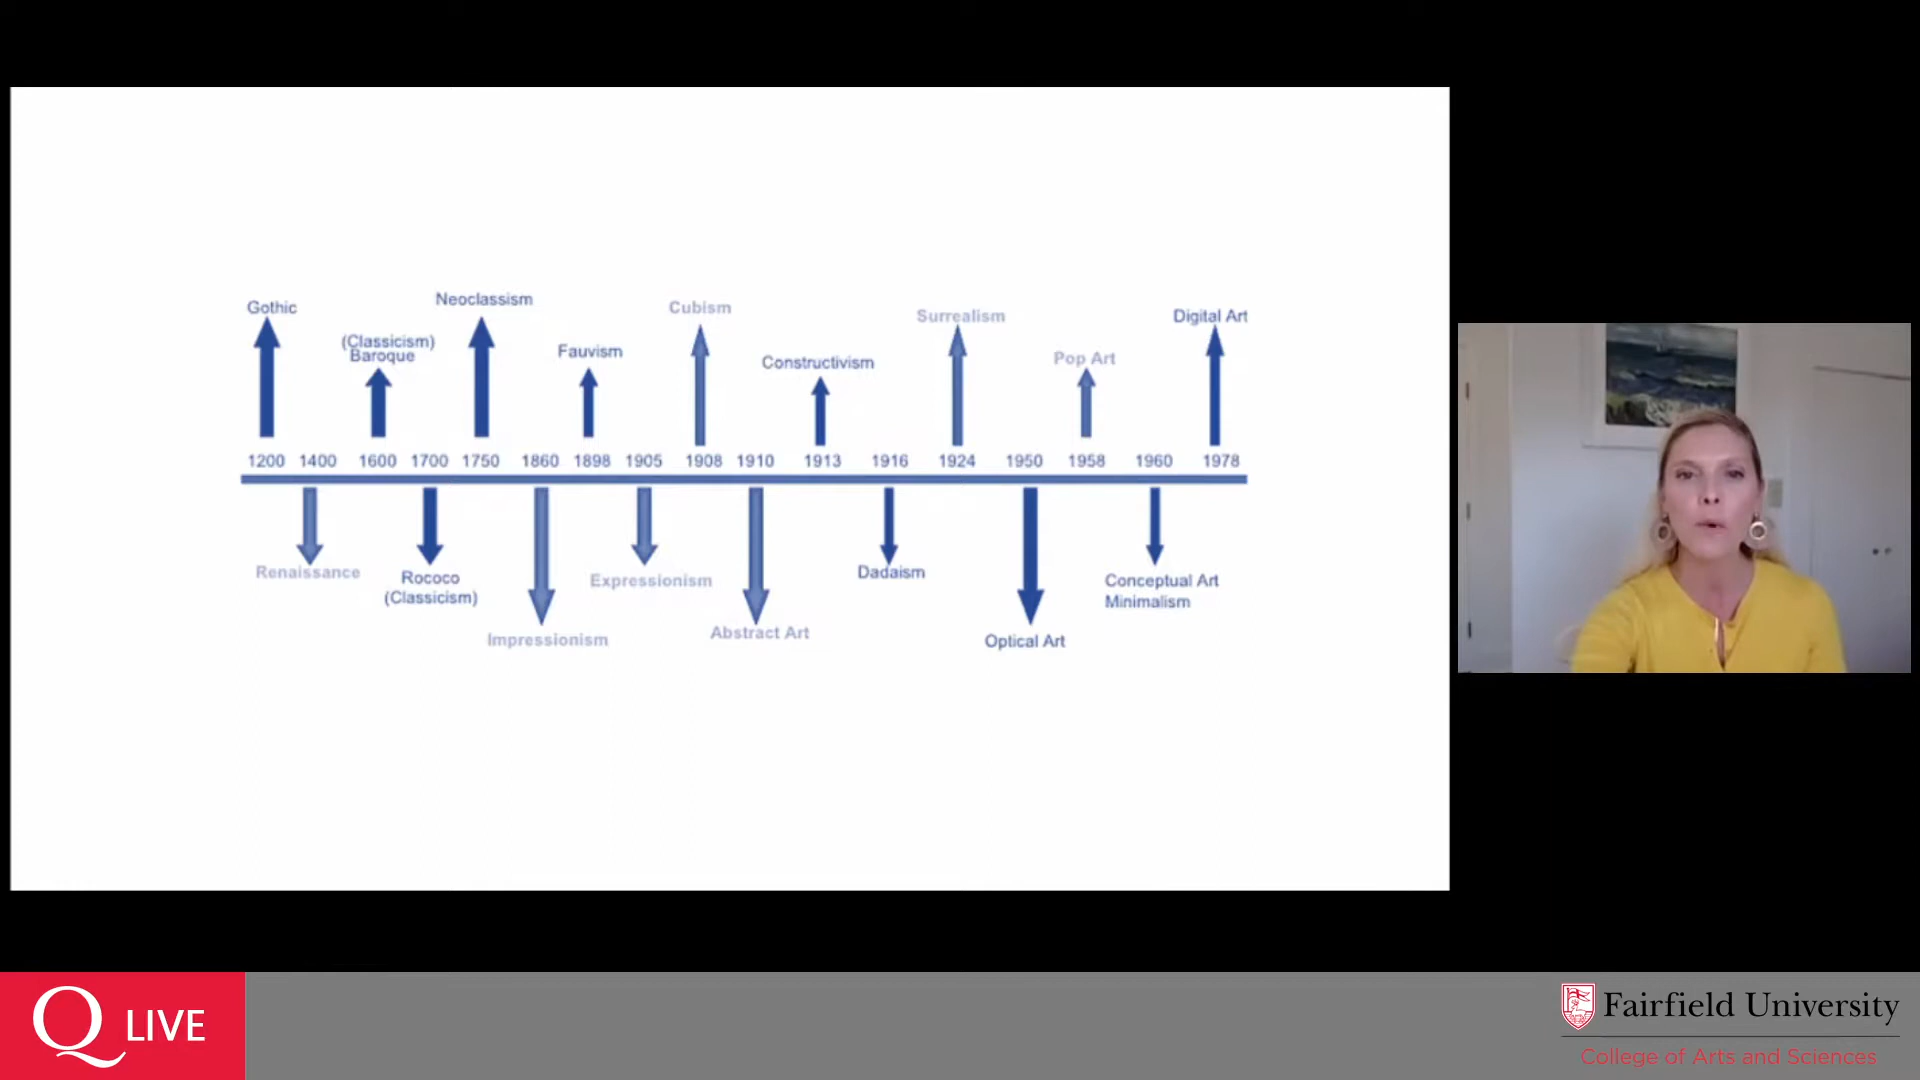 Neoclassism
Gothic
Cubism
Surrealism
Digital Art
(Classicism)
Baroque
Fauvism
Constructivism
Pop Art
1200 1400 1600 1700 1750 1860 1898 1905 1908 1910 1913 1916 1924 1950 1958 1960 1978
Renaissance
Rococo
(Classicism)
Expressionism
Dadaism
Conceptual Art
Minimalism
Impressionism
Abstract Art
Optical Art
Q LIVE
Fairfield University
College of Arts and Sciences